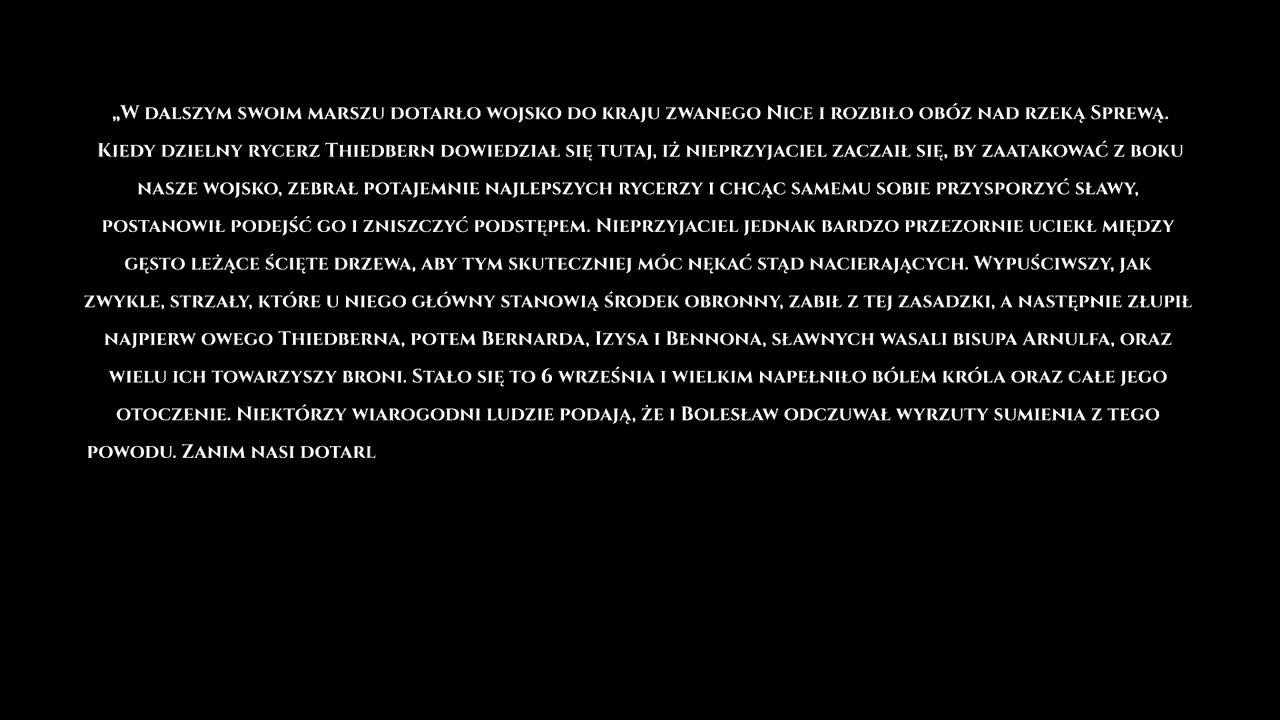 „W dalszym swoim marszu dotarło wojsko do kraju zwanego Nice i rozbiło obóz nad rzeką Sprewą.
Kiedy dzielny rycerz Thiedbern dowiedział się tutaj, iż nieprzyjaciel zaczaił się, by zaatakować z boku
nasze wojsko, zebrał potajemnie najlepszych rycerzy i chcąc samemu sobie przysporzyć sławy,
postanowił podejść go i zniszczyć podstępem. Nieprzyjaciel jednak bardzo przezornie uciekł między
gęsto leżące ścięte drzewa, aby tym skuteczniej móc nękać stąd nacierających. Wypuściwszy, jak
zwykle, strzały, które u niego główny stanowią środek obronny, zabił z tej zasadzki, a następnie złupił
najpierw owego Thiedberna, potem Bernarda, Izysa i Bennona, sławnych wasali bisupa Arnulfa, oraz
wielu ich towarzyszy broni. Stało się to 6 września i wielkim napełniło bólem króla oraz całe jego
otoczenie. Niektórzy wiarogodni ludzie podają, że i Bolesław odczuwał wyrzuty sumienia z tego
powodu. Zanim nasi dotarl